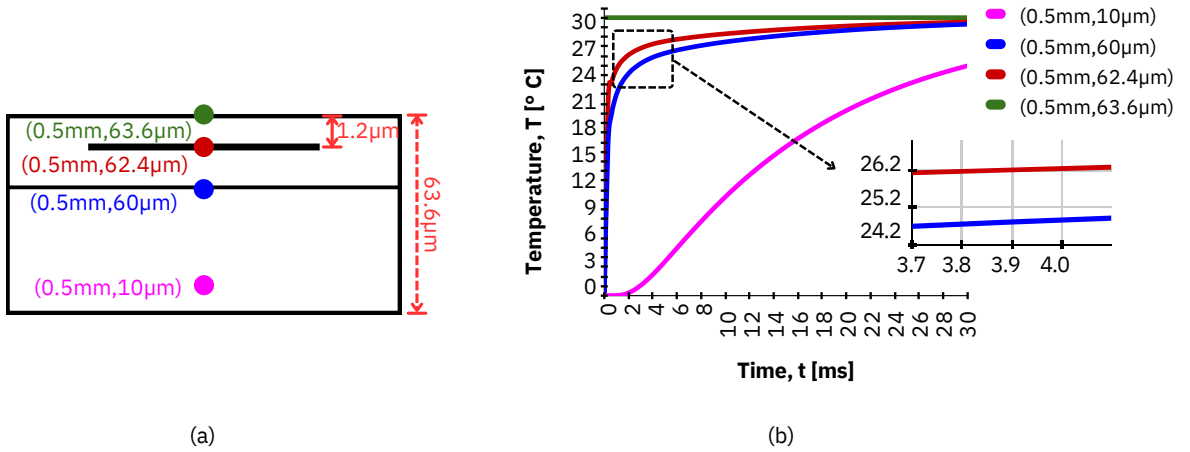 (0.5mm,63.6µm)
1.2µm
(0.5mm,62.4µm)
(0.5mm,60µm)
63.6µm
(0.5mm,10µm)
(a)
Temperature, T [° C]
30
27
24
21
18
15
12
9
6
3
0
0 2 4 6 8 10 12 14 16 18 20 22 24 26 28 30
Time, t [ms]
(0.5mm,10µm)
(0.5mm,60µm)
(0.5mm,62.4µm)
(0.5mm,63.6µm)
26.2
25.2
24.2
3.7 3.8 3.9 4.0
(b)